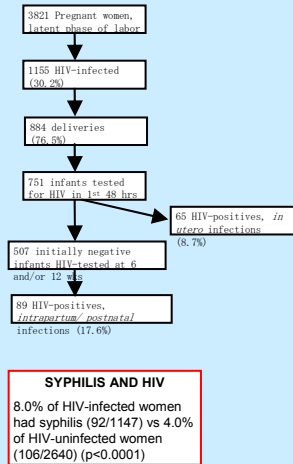 3821 Pregnant women,
latent phase of labor
1155 HIV-infected
(30.2%)
884 deliveries
(76.5%)
751 infants tested
for HIV in 1st 48 hrs
65 HIV-positives, in
utero infections
(8.7%)
507 initially negative
infants HIV-tested at 6
and/or 12 wks
89 HIV-positives,
intrapartum/ postnatal
infections (17.6%)
SYPHILIS AND HIV
8.0% of HIV-infected women
had syphilis (92/1147) vs 4.0%
of HIV-uninfected women
(106/2640) (p<0.0001)